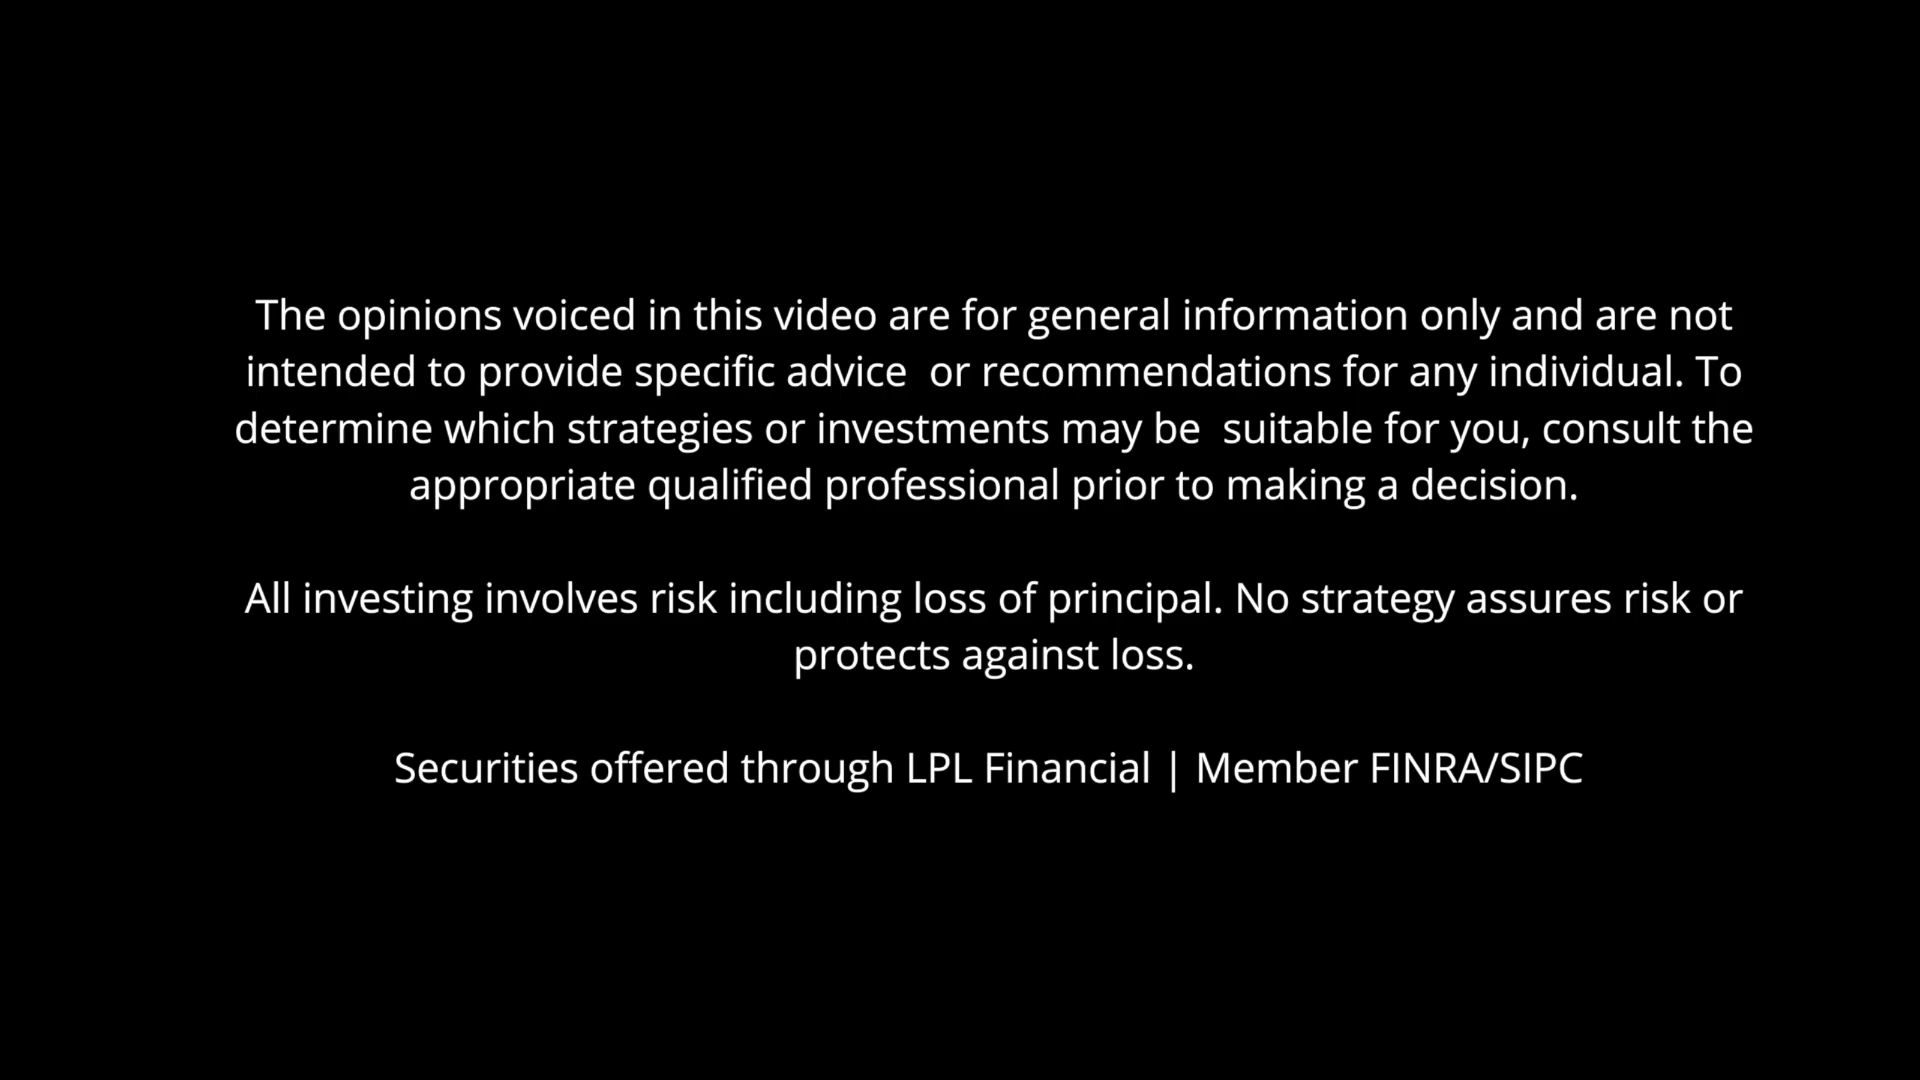 The opinions voiced in this video are for general information only and are not
intended to provide specific advice  or recommendations for any individual. To
determine which strategies or investments may be  suitable for you, consult the
appropriate qualified professional prior to making a decision.
All investing involves risk including loss of principal. No strategy assures risk or
protects against loss.
Securities offered through LPL Financial | Member FINRA/SIPC